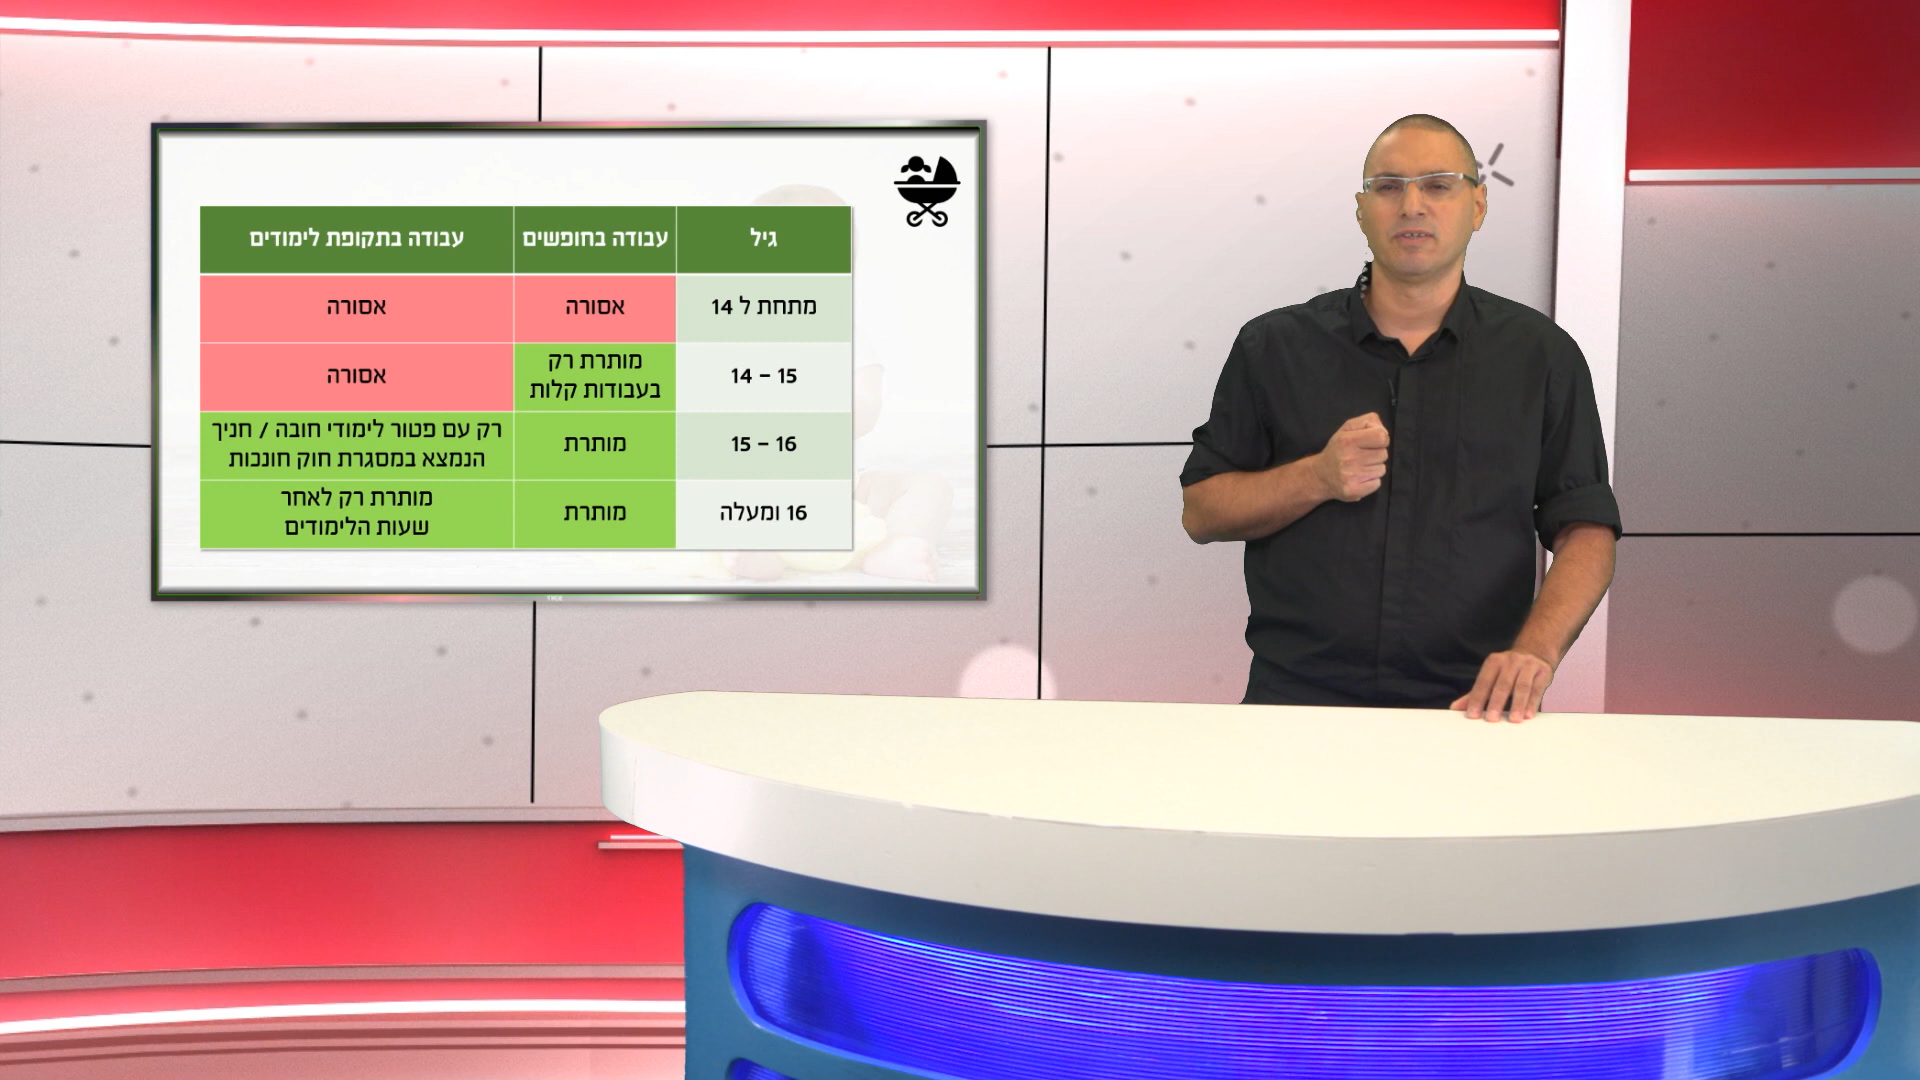 גיל
עבודה בחופשים
עבודה בתקופת לימודים
מתחת ל 14
אסורה
אסורה
14 – 15
מותרת רק
בעבודות קלות
אסורה
15 – 16
מותרת
רק עם פטור לימודי חובה / חניך
הנמצא במסגרת חוק חונכות
16 ומעלה
מותרת
מותרת רק לאחר
שעות הלימודים